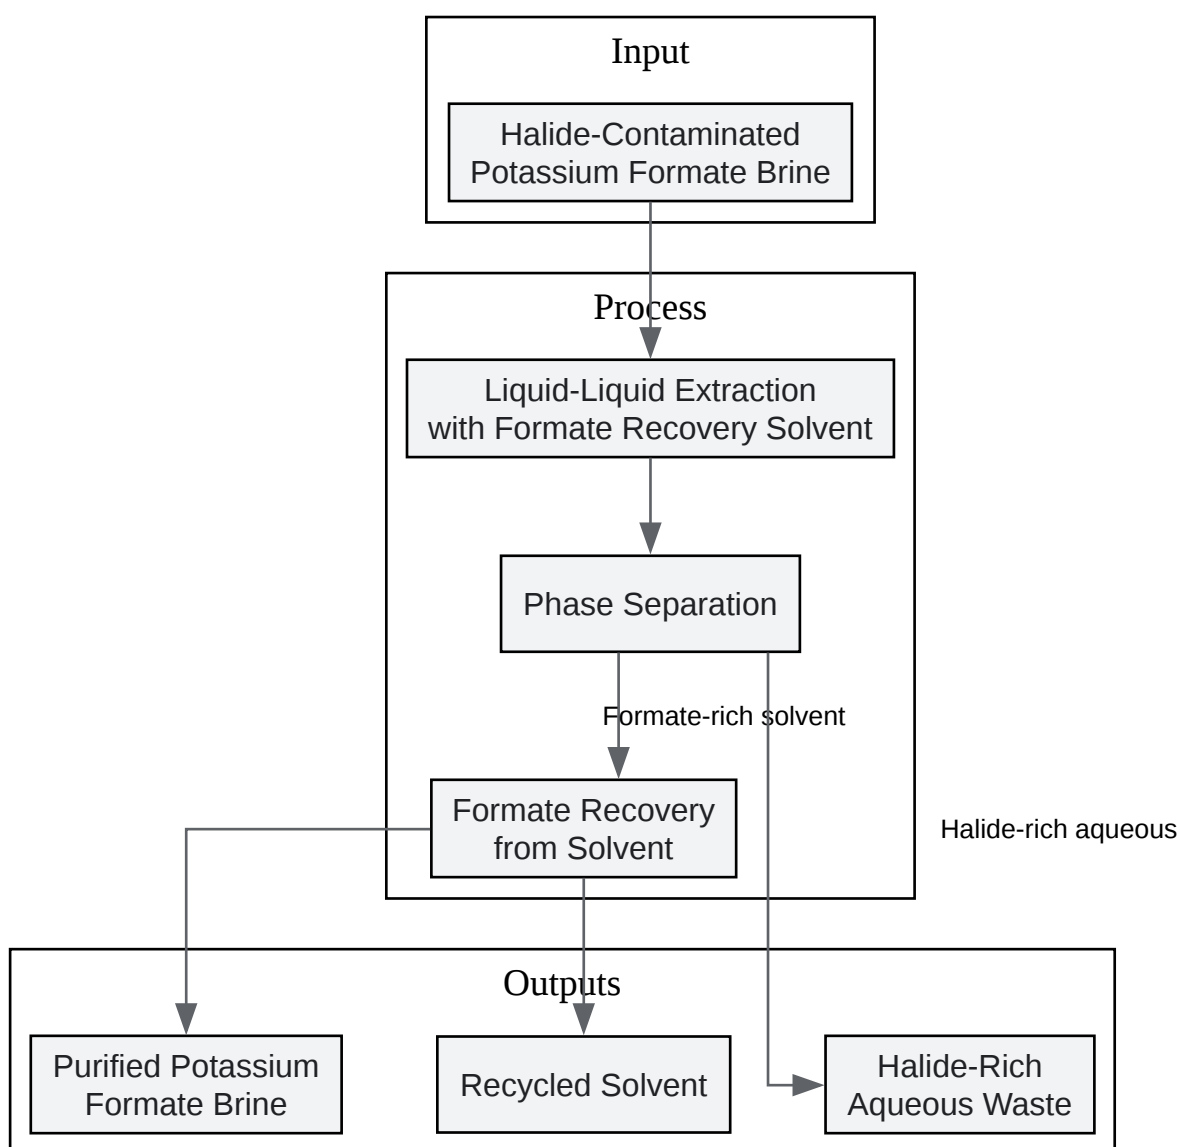 Input
Halide-Contaminated
Potassium Formate Brine
Process
Liquid-Liquid Extraction
with Formate Recovery Solvent
Phase Separation
Formate-rich solvent
Formate Recovery
from Solvent
Halide-rich aqueous
Outputs
Purified Potassium
Formate Brine
Recycled Solvent
Halide-Rich
Aqueous Waste